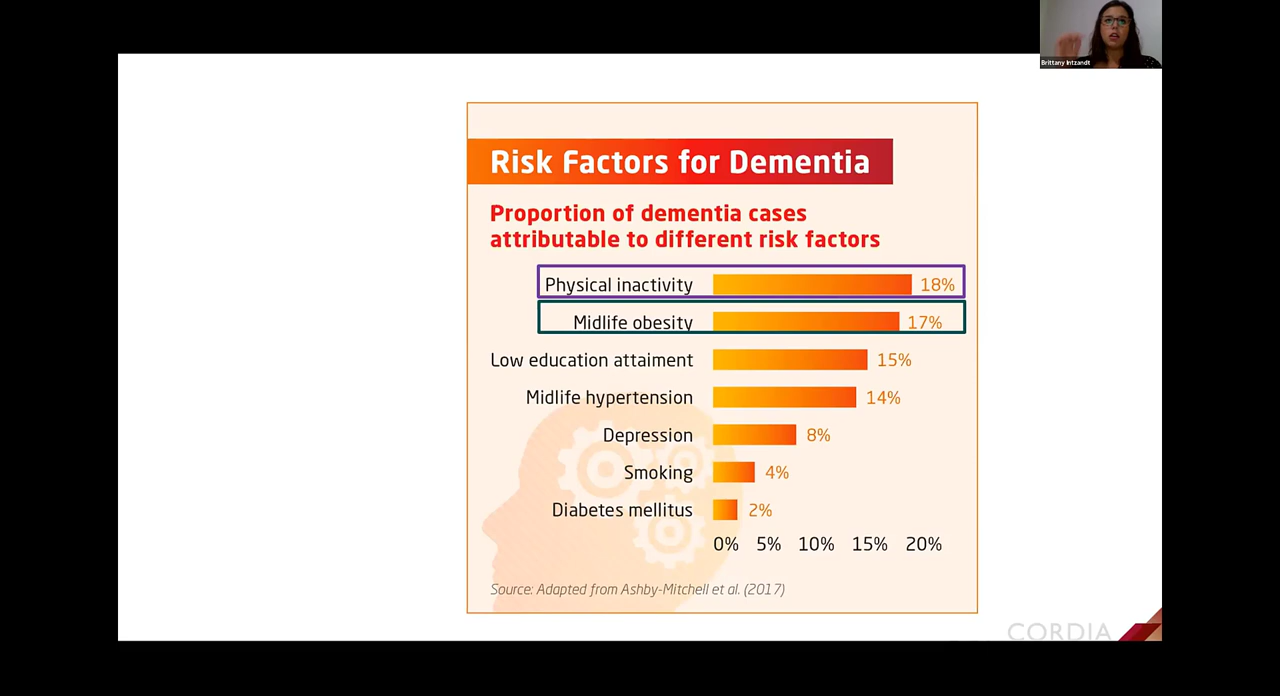 Brittany Intzandt
Risk Factors for Dementia
Proportion of dementia cases
attributable to different risk factors
Physical inactivity 18%
Midlife obesity 17%
Low education attaiment 15%
Midlife hypertension 14%
Depression 8%
Smoking 4%
Diabetes mellitus 2%
0% 5% 10% 15% 20%
Source: Adapted from Ashby-Mitchell et al. (2017)
CORDIA